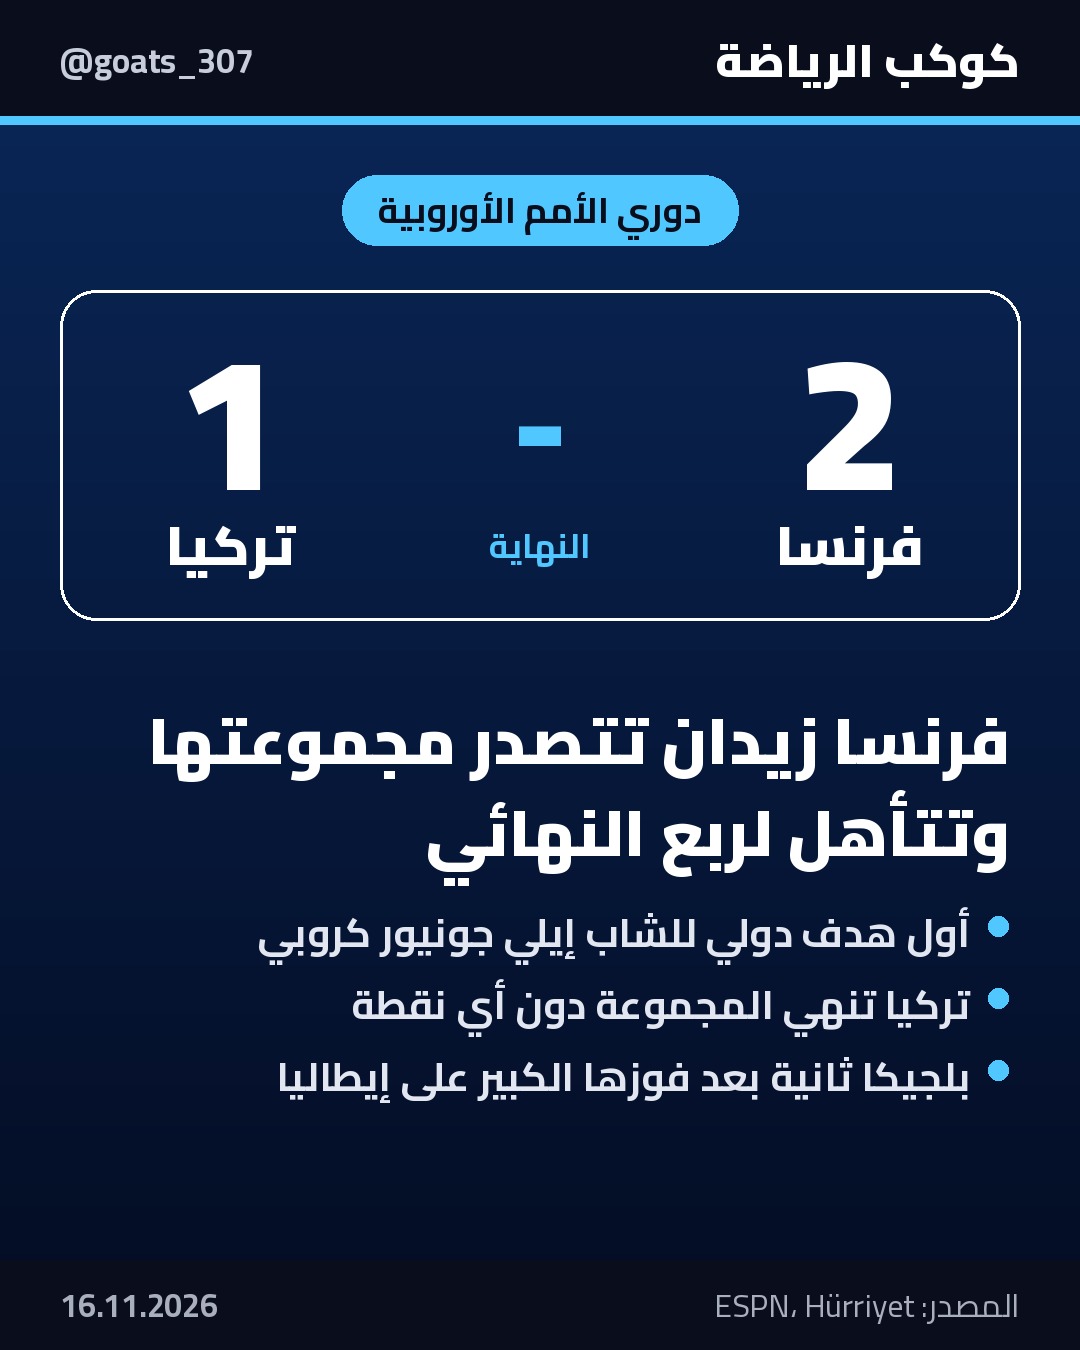 كوكب الرياضة
@goats_307
دوري الأمم الأوروبية
2 - 1
فرنسا النهاية تركيا
فرنسا زيدان تتصدر مجموعتها
وتتأهل لربع النهائي
أول هدف دولي للشاب إيلي جونيور كروبي
تركيا تنهي المجموعة دون أي نقطة
بلجيكا ثانية بعد فوزها الكبير على إيطاليا
المصدر: ESPN، Hürriyet
16.11.2026